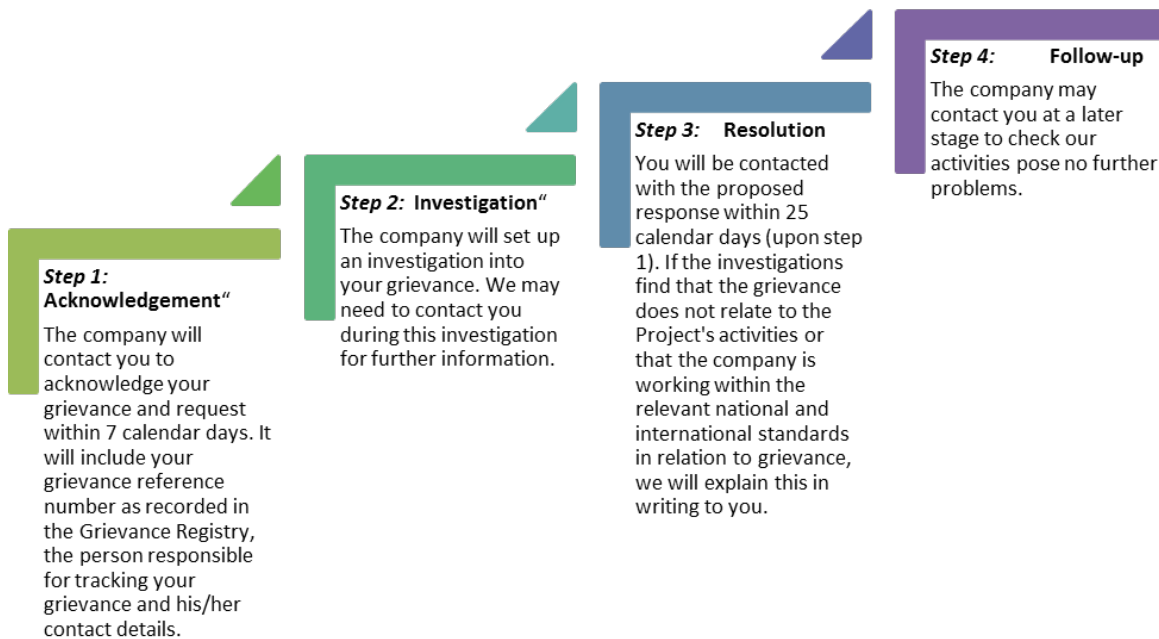 Step 1:
Acknowledgement“
The company will
contact you to
acknowledge your
grievance and request
within 7 calendar days. It
will include your
grievance reference
number as recorded in
the Grievance Registry,
the person responsible
for tracking your
grievance and his/her
contact details.
Step 2: Investigation“
The company will set up
an investigation into
your grievance. We may
need to contact you
during this investigation
for further information.
Step 3: Resolution
You will be contacted
with the proposed
response within 25
calendar days (upon step
1). If the investigations
find that the grievance
does not relate to the
Project's activities or
that the company is
working within the
relevant national and
international standards
in relation to grievance,
we will explain this in
writing to you.
Step 4: Follow-up
The company may
contact you at a later
stage to check our
activities pose no further
problems.